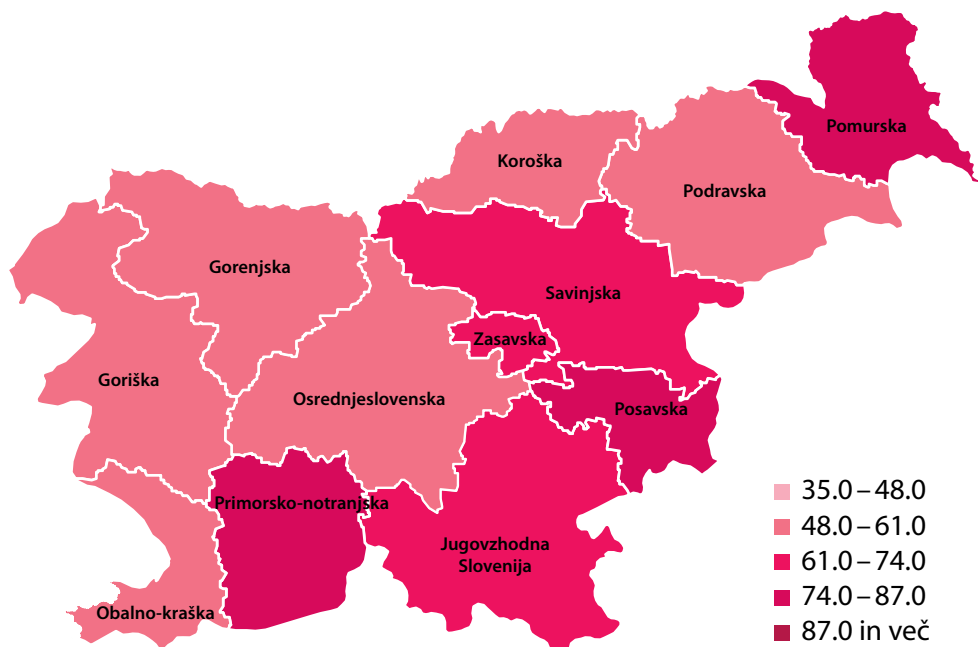 Pomurska
Koroška
Podravska
Gorenjska
Savinjska
Zasavska
Goriška
Osrednjeslovenska
Posavska
Primorsko-notranjska
Jugovzhodna
Slovenija
Obalno-kraška
35.0 – 48.0
48.0 – 61.0
61.0 – 74.0
74.0 – 87.0
87.0 in več